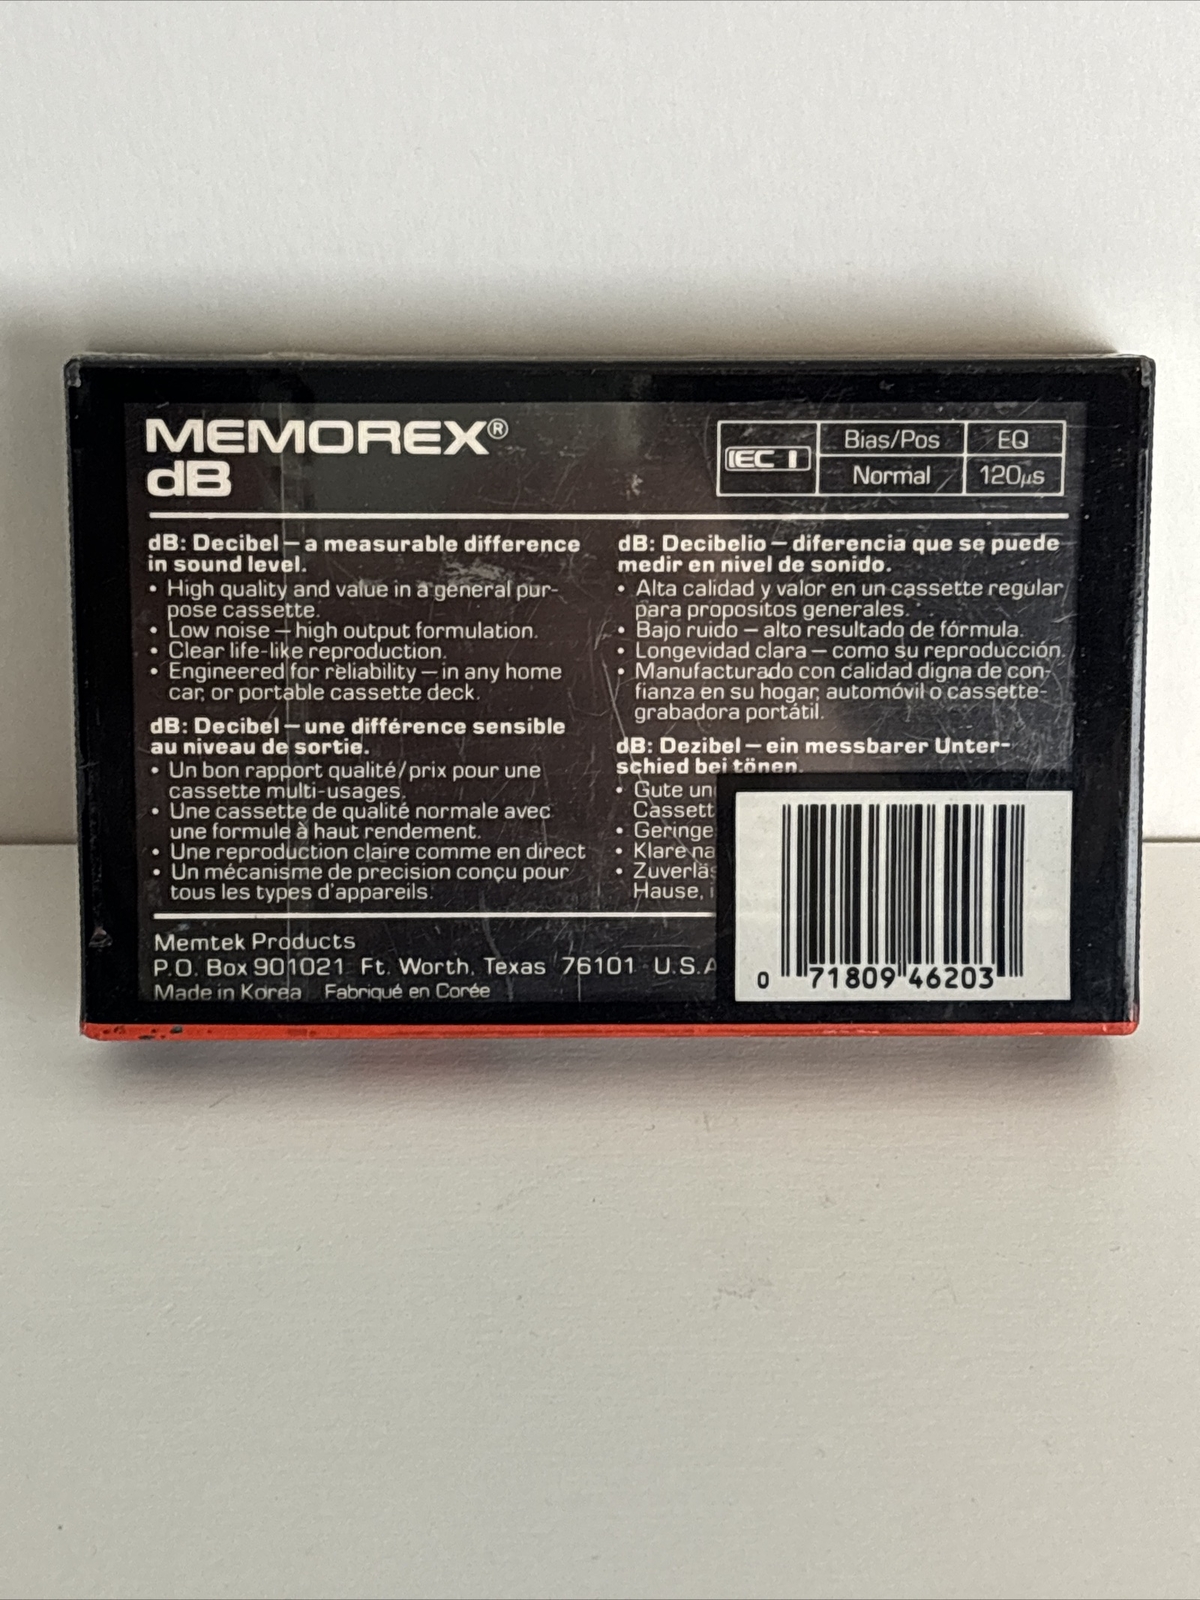 MEMOREX®
dB
IEC I
Bias/Pos
EQ
Normal
120µs
dB: Decibel – a measurable difference
in sound level.
• High quality and value in a general pur-
pose cassette.
• Low noise – high output formulation.
• Clear life-like reproduction.
• Engineered for reliability – in any home
car, or portable cassette deck.
dB: Decibel – une différence sensible
au niveau de sortie.
• Un bon rapport qualité/prix pour une
cassette multi-usages.
• Une cassette de qualité normale avec
une formule à haut rendement.
• Une reproduction claire comme en direct
• Un mécanisme de precision conçu pour
tous les types d'appareils.
dB: Decibelio – diferencia que se puede
medir en nivel de sonido.
• Alta calidad y valor en un cassette regular
para propositos generales.
• Bajo ruido – alto resultado de fórmula.
• Longevidad clara – como su reproducción.
• Manufacturado con calidad digna de con-
fianza en su hogar, automóvil o cassette-
grabadora portátil.
dB: Dezibel – ein messbarer Unter-
schied bei tönen.
• Gute un
Cassett
• Geringe
• Klare na
• Zuverläs
Hause, i
Memtek Products
P.O. Box 901021 Ft. Worth, Texas 76101 U.S.A
Made in Korea Fabriqué en Corée
0 71809 46203